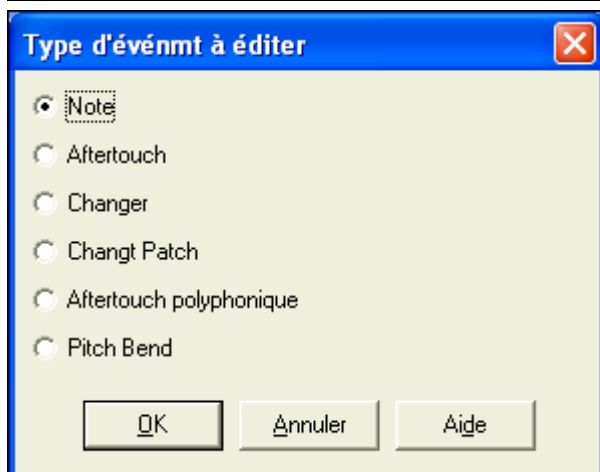 Type d'événmt à éditer
Note
Aftertouch
Changer
Changt Patch
Aftertouch polyphonique
Pitch Bend
OK Annuler Aide